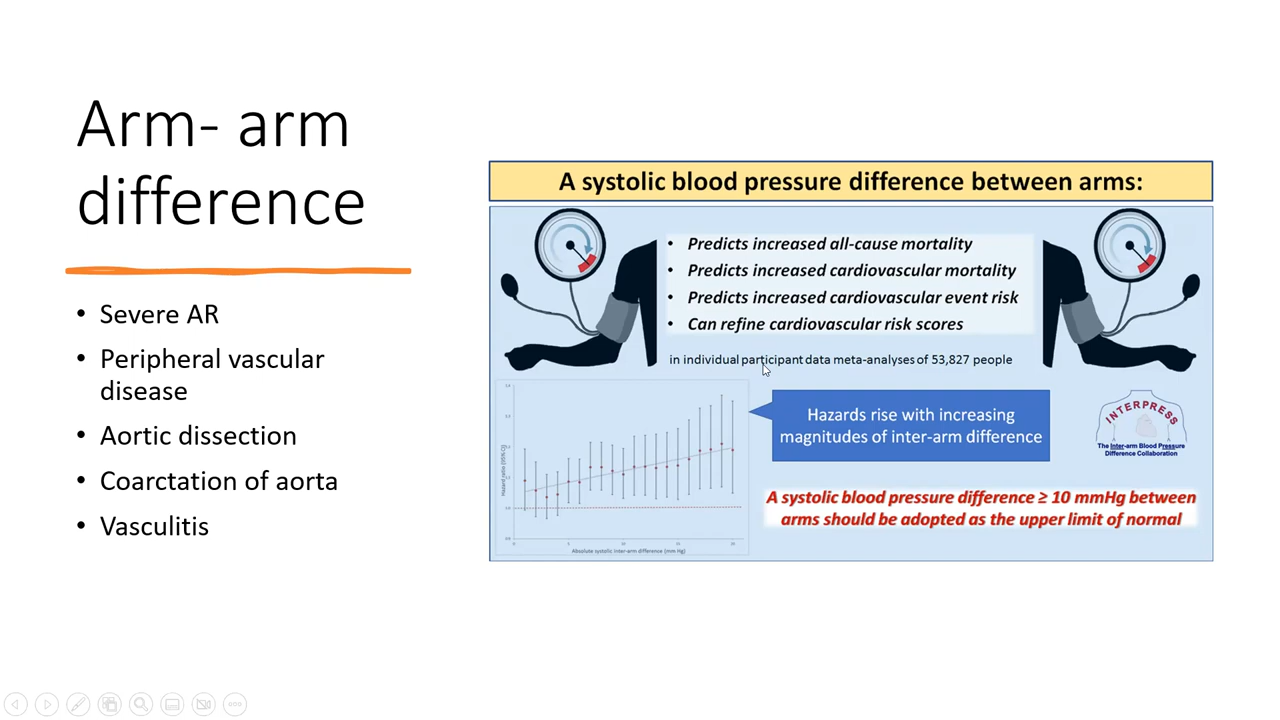 Arm- arm
difference
• Severe AR
• Peripheral vascular
disease
• Aortic dissection
• Coarctation of aorta
• Vasculitis
A systolic blood pressure difference between arms:
• Predicts increased all-cause mortality
• Predicts increased cardiovascular mortality
• Predicts increased cardiovascular event risk
• Can refine cardiovascular risk scores
in individual participant data meta-analyses of 53,827 people
Hazards rise with increasing
magnitudes of inter-arm difference
INTERPRESS
The Inter-arm Blood Pressure
Difference Collaboration
A systolic blood pressure difference ≥ 10 mmHg between
arms should be adopted as the upper limit of normal
Hazard ratio (95% CI)
Absolute systolic inter-arm difference (mm Hg)